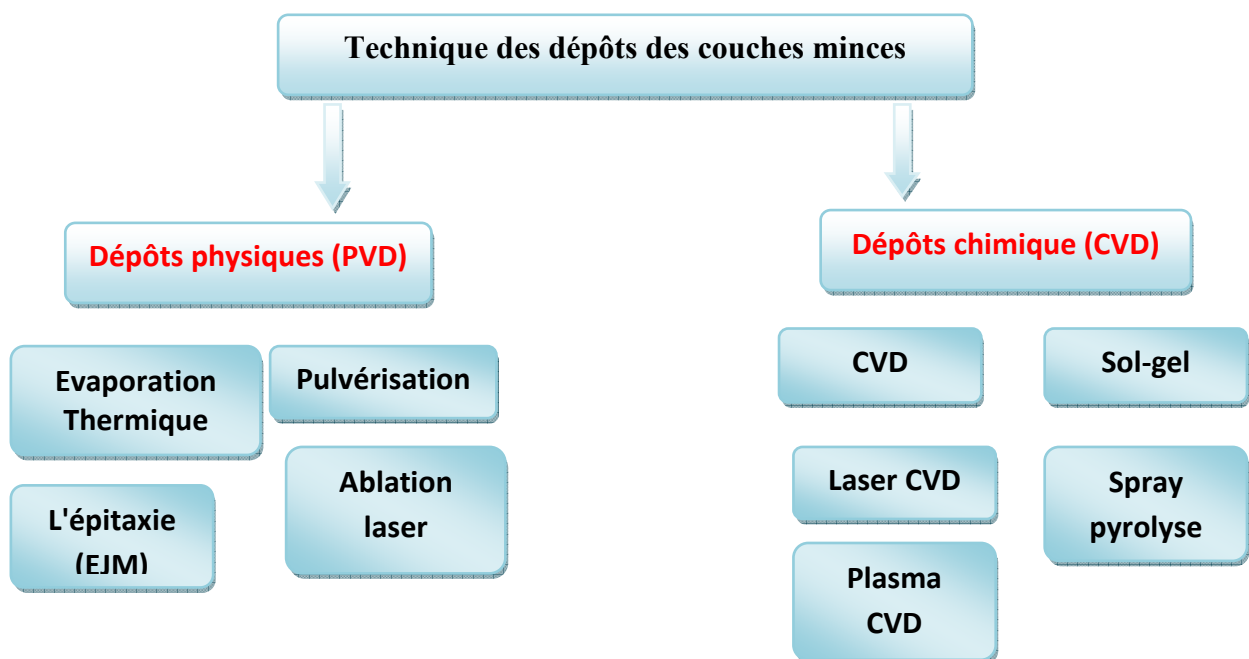 Technique des dépôts des couches minces
Dépôts physiques (PVD)
Dépôts chimique (CVD)
Evaporation
Thermique
Pulvérisation
L'épitaxie
(EJM)
Ablation
laser
CVD
Sol-gel
Laser CVD
Spray
pyrolyse
Plasma
CVD